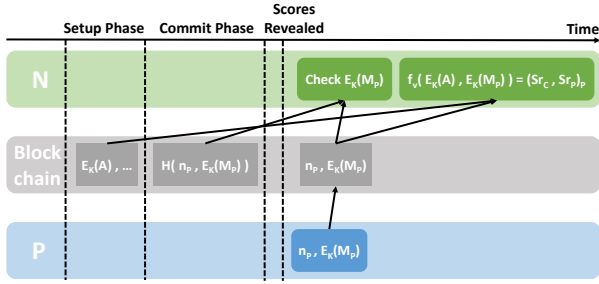 Scores
Setup Phase Commit Phase Revealed Time
N
Check E_K(M_P)
f_v( E_K(A) , E_K(M_P) ) = (Sr_C , Sr_P)_P
Block
chain
E_K(A) , ...
H( n_P , E_K(M_P) )
n_P , E_K(M_P)
P
n_P , E_K(M_P)